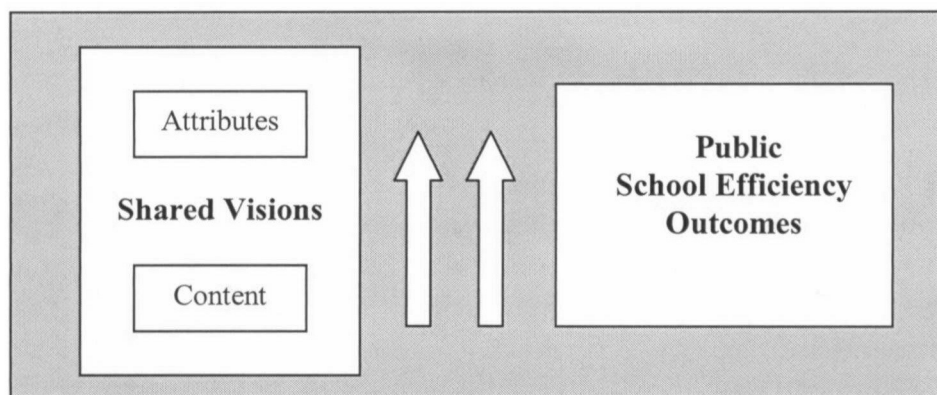 Attributes
Shared Visions
Content
Public
School Efficiency
Outcomes